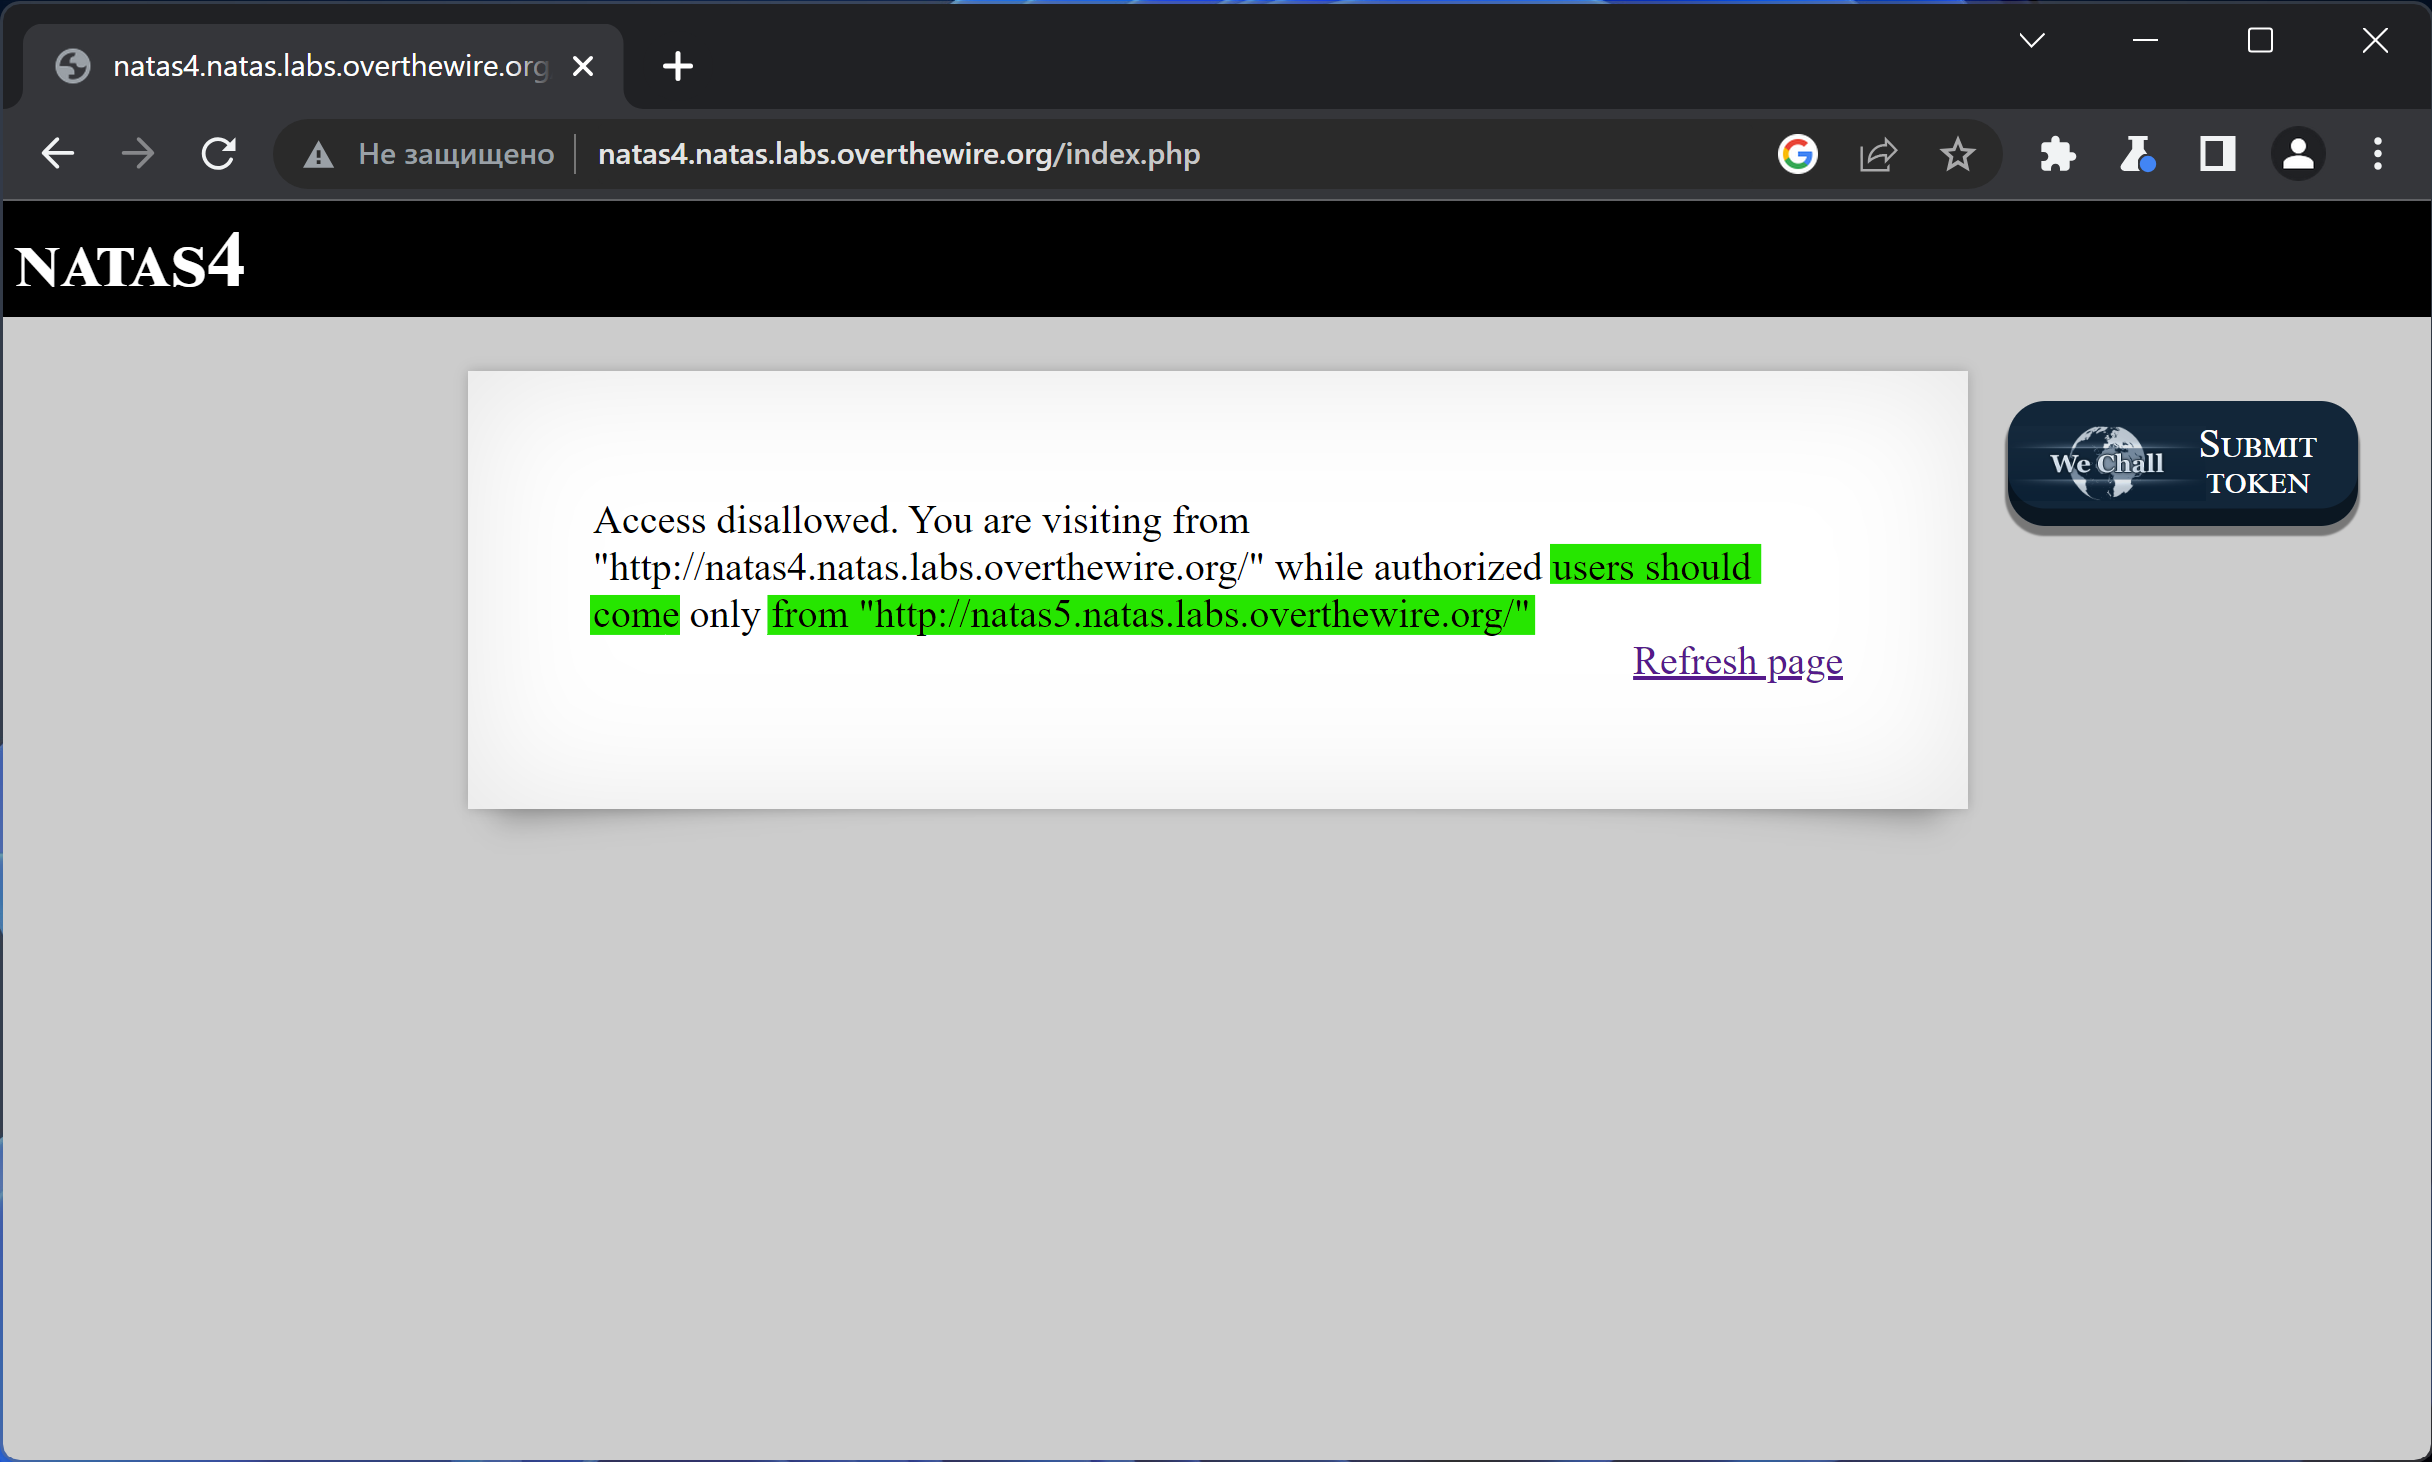 natas4.natas.labs.overthewire.org
Не защищено
natas4.natas.labs.overthewire.org/index.php
NATAS4
Access disallowed. You are visiting from
"http://natas4.natas.labs.overthewire.org/" while authorized users should
come only from "http://natas5.natas.labs.overthewire.org/"
Refresh page
We Chall
SUBMIT
TOKEN